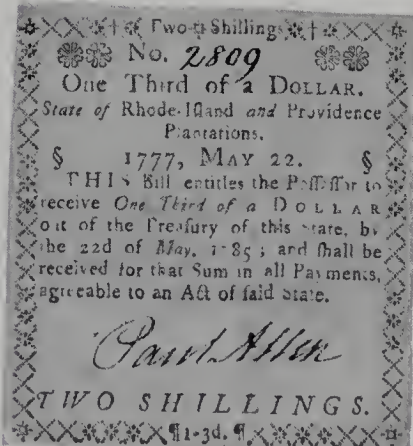 Two Shilling
No. 2809
One Third of a DOLLAR.
State of Rhode-Iſland and Providence
Plantations.
§ 1777, MAY 22. §
THIS Bill entitles the Poſſeſſor to
receive One Third of a DOLLAR
out of the Treaſury of this State, by
the 22d of May, 1785; and ſhall be
received for that Sum in all Payments,
agreeable to an Act of ſaid State.
Paul Allen
TWO SHILLINGS.
¶1-3d.¶